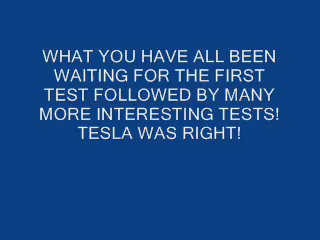 WHAT YOU HAVE ALL BEEN
WAITING FOR THE FIRST
TEST FOLLOWED BY MANY
MORE INTERESTING TESTS!
TESLA WAS RIGHT!